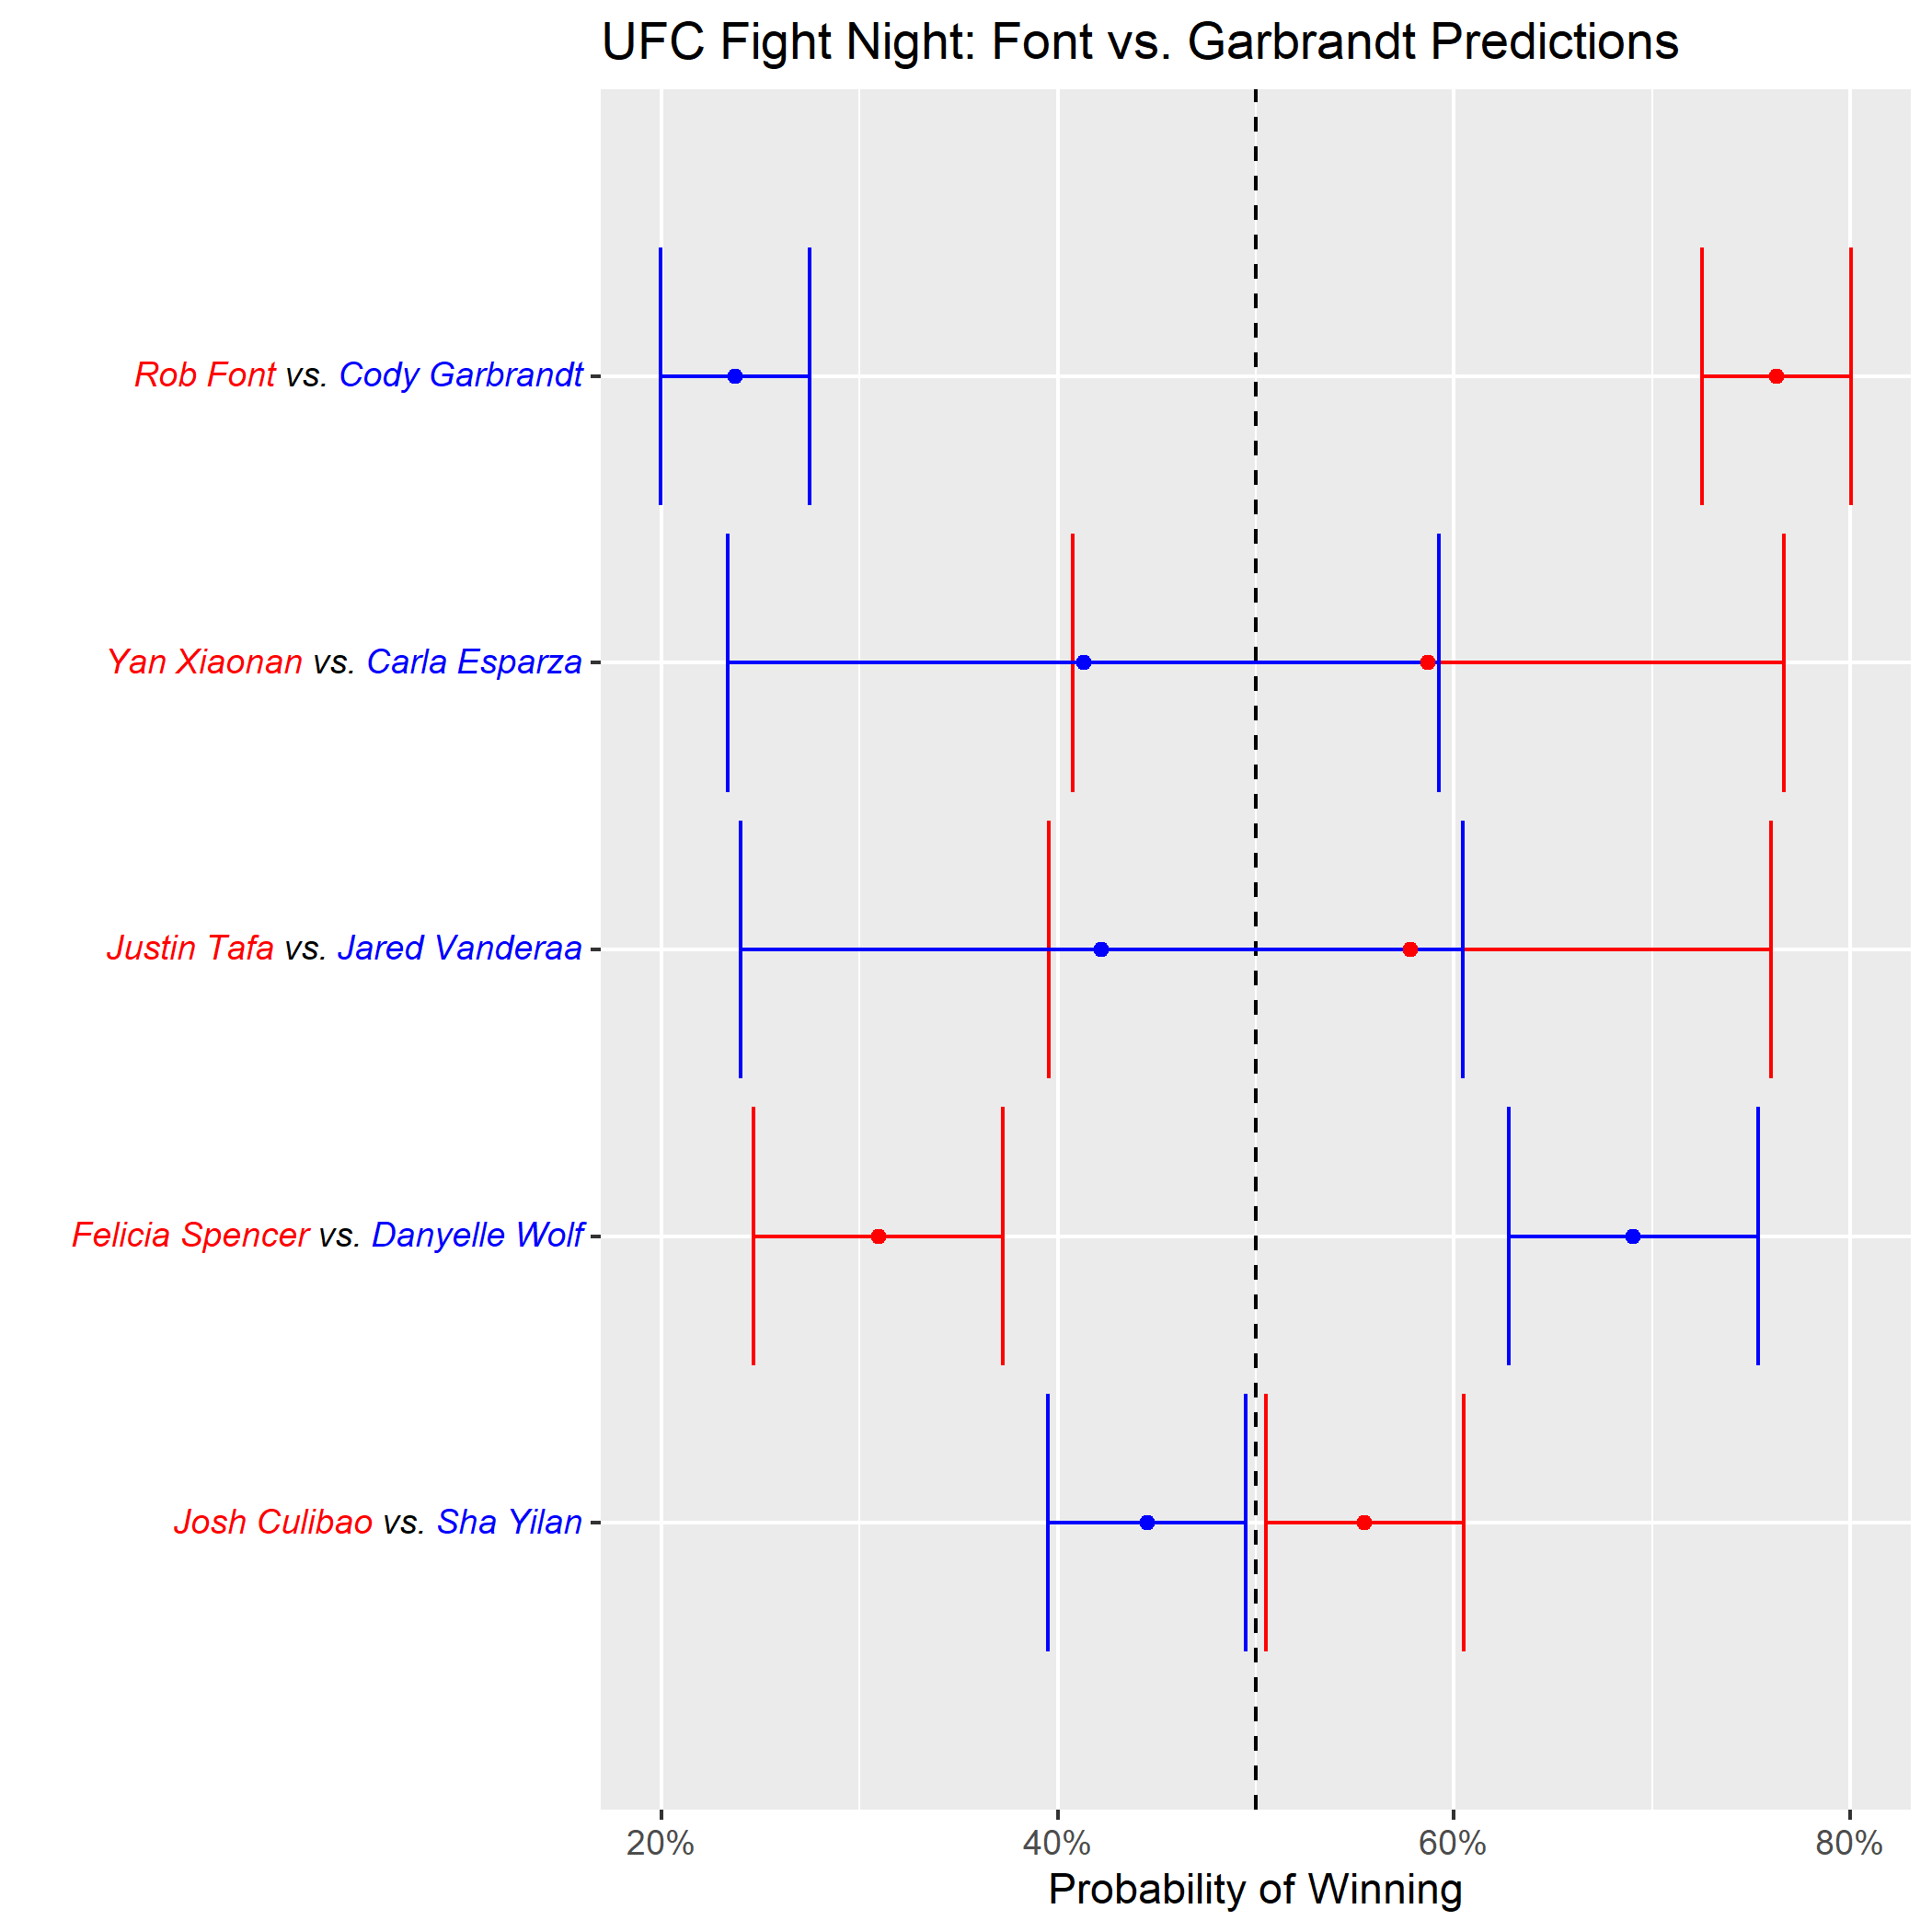 UFC Fight Night: Font vs. Garbrandt Predictions
Rob Font vs. Cody Garbrandt
Yan Xiaonan vs. Carla Esparza
Justin Tafa vs. Jared Vanderaa
Felicia Spencer vs. Danyelle Wolf
Josh Culibao vs. Sha Yilan
20% 40% 60% 80%
Probability of Winning